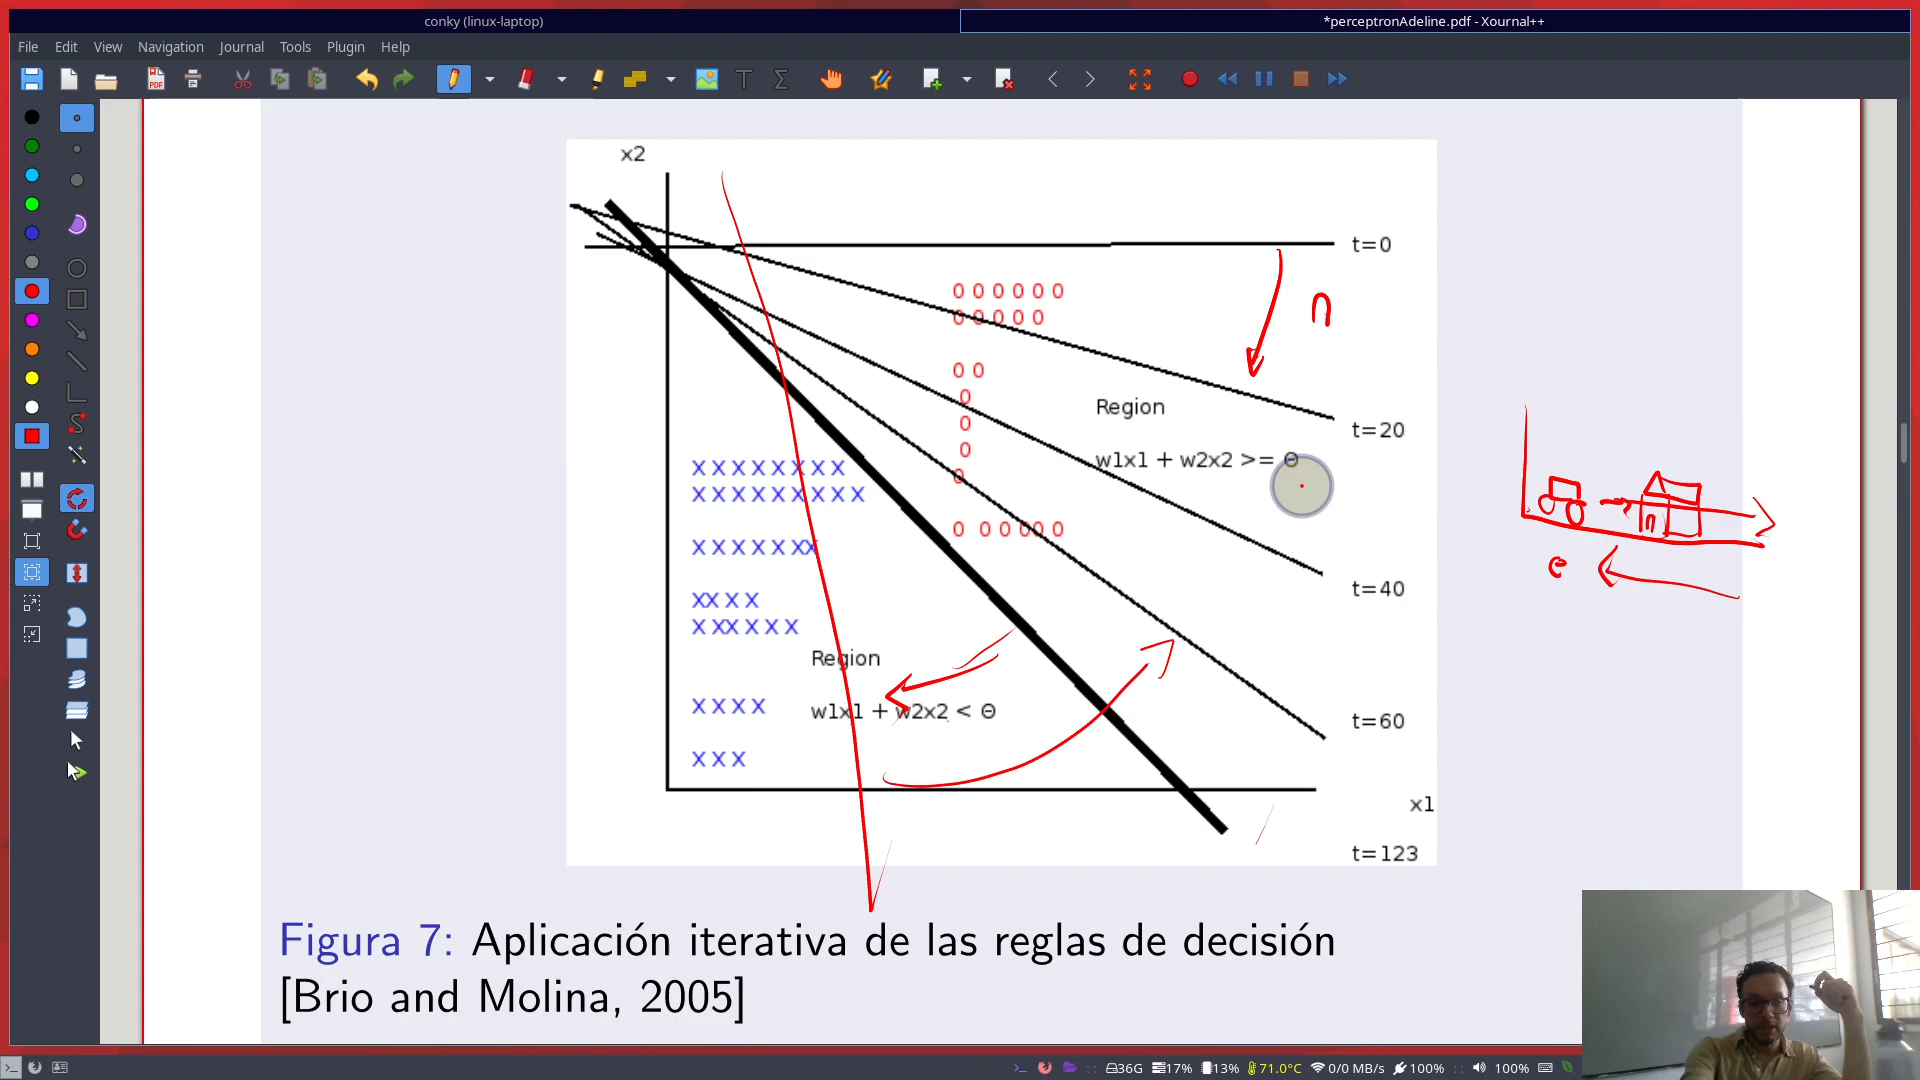 conky (linux-laptop)
*perceptronAdeline.pdf - Xournal++
File Edit View Navigation Journal Tools Plugin Help
x2
t=0
0 0 0 0 0 0
0 0 0 0 0
n
0 0
0
Region
t=20
0
0
w1x1 + w2x2 >= Θ
X X X X X X X X
0
X X X X X X X X X
n
0 0 0 0 0 0
X X X X X X X
e
t=40
X X X X
X X X X X X
Region
X X X X
w1x1 + w2x2 < Θ
t=60
X X X
x1
t=123
Figura 7: Aplicación iterativa de las reglas de decisión
[Brio and Molina, 2005]
36G 17% 13% 71.0°C 0/0 MB/s 100% 100%